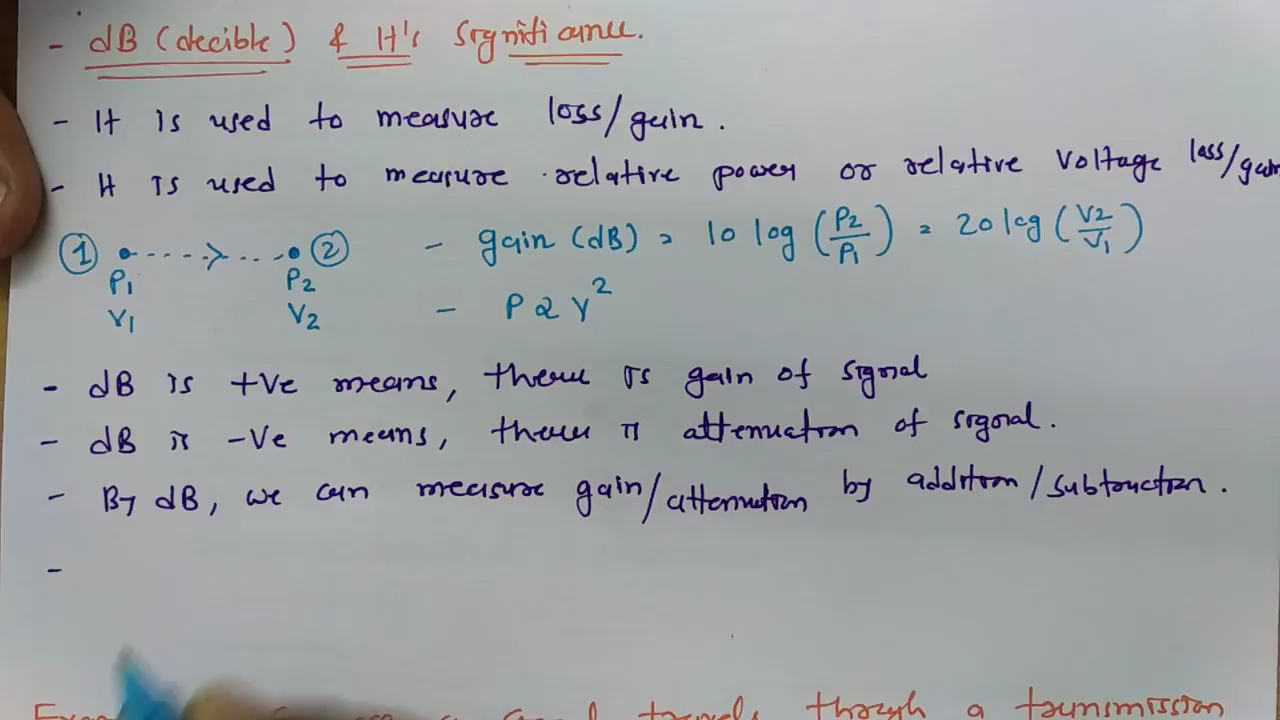 - dB (decible) & It's Significance.
- It is used to measure loss/gain.
- It is used to measure relative power or relative voltage loss/gain
① ② - gain (dB) = 10 log (P2/P1) = 20 log (V2/V1)
P1 P2
V1 V2 - P ∝ V²
- dB is +Ve means, there is gain of signal
- dB is -Ve means, there is attenuation of signal.
- By dB, we can measure gain/attenuation by addition/subtraction.
-
travels through a transmission